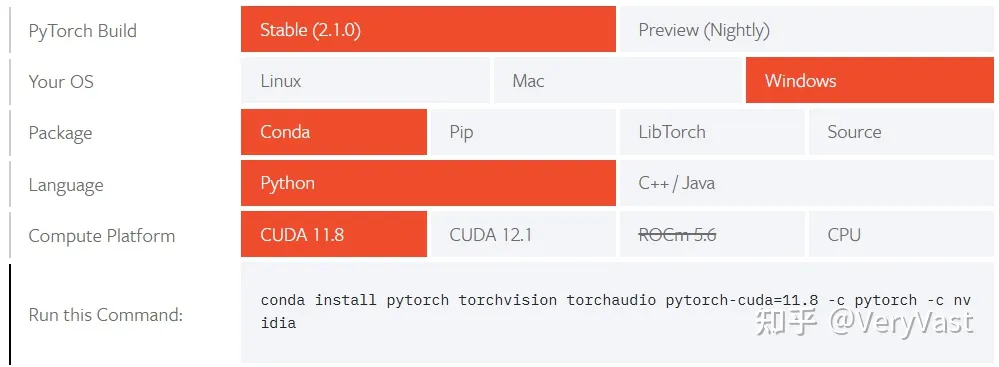 PyTorch Build Stable (2.1.0) Preview (Nightly)
Your OS Linux Mac Windows
Package Conda Pip LibTorch Source
Language Python C++ / Java
Compute Platform CUDA 11.8 CUDA 12.1 ROCm 5.6 CPU
conda install pytorch torchvision torchaudio pytorch-cuda=11.8 -c pytorch -c nv
Run this Command:
idia
知乎 @VeryVast